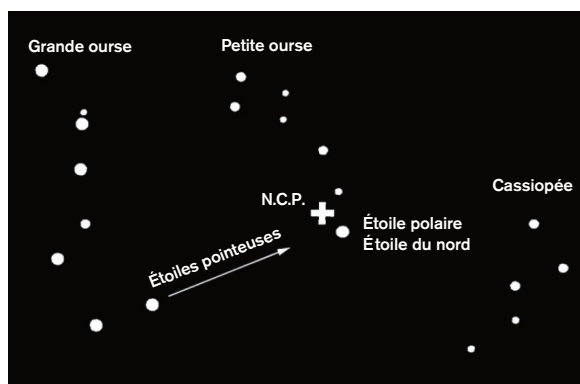 Grande ourse
Petite ourse
Cassiopée
N.C.P.
Étoile polaire
Étoile du nord
Étoiles pointeuses